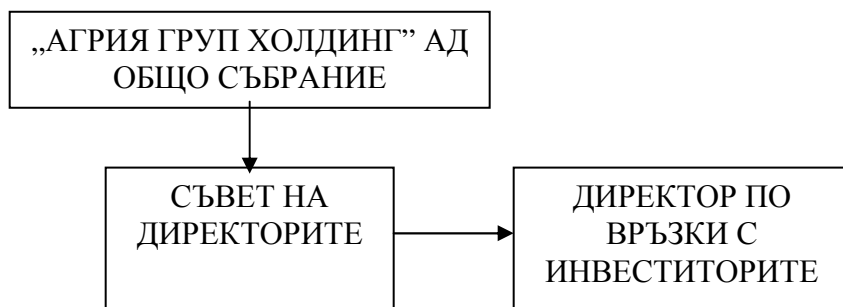 „АГРИЯ ГРУП ХОЛДИНГ” АД
ОБЩО СЪБРАНИЕ
СЪВЕТ НА
ДИРЕКТОРИТЕ
ДИРЕКТОР ПО
ВРЪЗКИ С
ИНВЕСТИТОРИТЕ